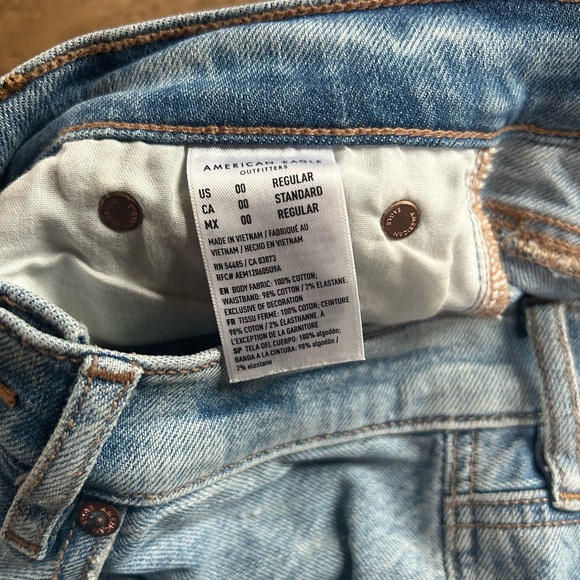 AMERICAN EAGLE
OUTFITTERS
US 00 REGULAR
CA 00 STANDARD
MX 00 REGULAR
MADE IN VIETNAM / FABRIQUÉ AU
VIETNAM / HECHO EN VIETNAM
RN 54485 / CA 03873
RFC# AEM120605U9A
EN BODY FABRIC: 100% COTTON;
WAISTBAND: 98% COTTON / 2% ELASTANE.
EXCLUSIVE OF DECORATION
FR TISSU FERME: 100% COTON; CEINTURE
98% COTON / 2% ÉLASTHANNE. À
L'EXCEPTION DE LA GARNITURE
SP TELA DEL CUERPO: 100% algodón;
BANDA A LA CINTURA: 98% algodón /
2% elastano
AMERICAN
EAGLE